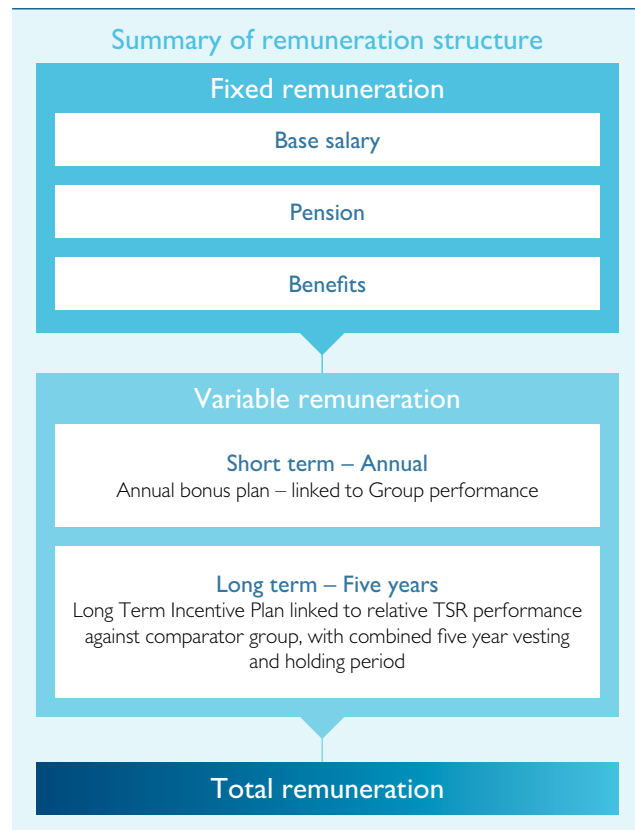 Summary of remuneration structure
Fixed remuneration
Base salary
Pension
Benefits
Variable remuneration
Short term – Annual
Annual bonus plan – linked to Group performance
Long term – Five years
Long Term Incentive Plan linked to relative TSR performance
against comparator group, with combined five year vesting
and holding period
Total remuneration